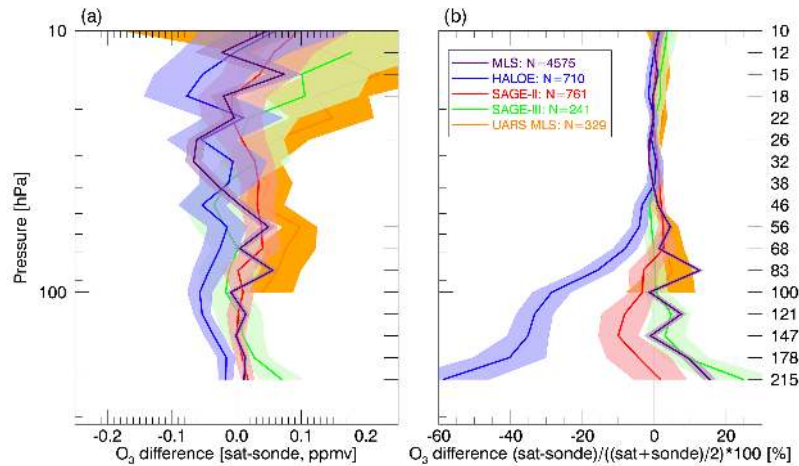 (a)
(b)
10
100
Pressure [hPa]
-0.2
-0.1
0.0
0.1
0.2
O3 difference [sat-sonde, ppmv]
MLS: N=4575
HALOE: N=710
SAGE-II: N=761
SAGE-III: N=241
UARS MLS: N=329
10
12
15
18
22
26
32
38
46
56
68
83
100
121
147
178
215
-60
-40
-20
0
20
O3 difference (sat-sonde)/((sat+sonde)/2)*100 [%]